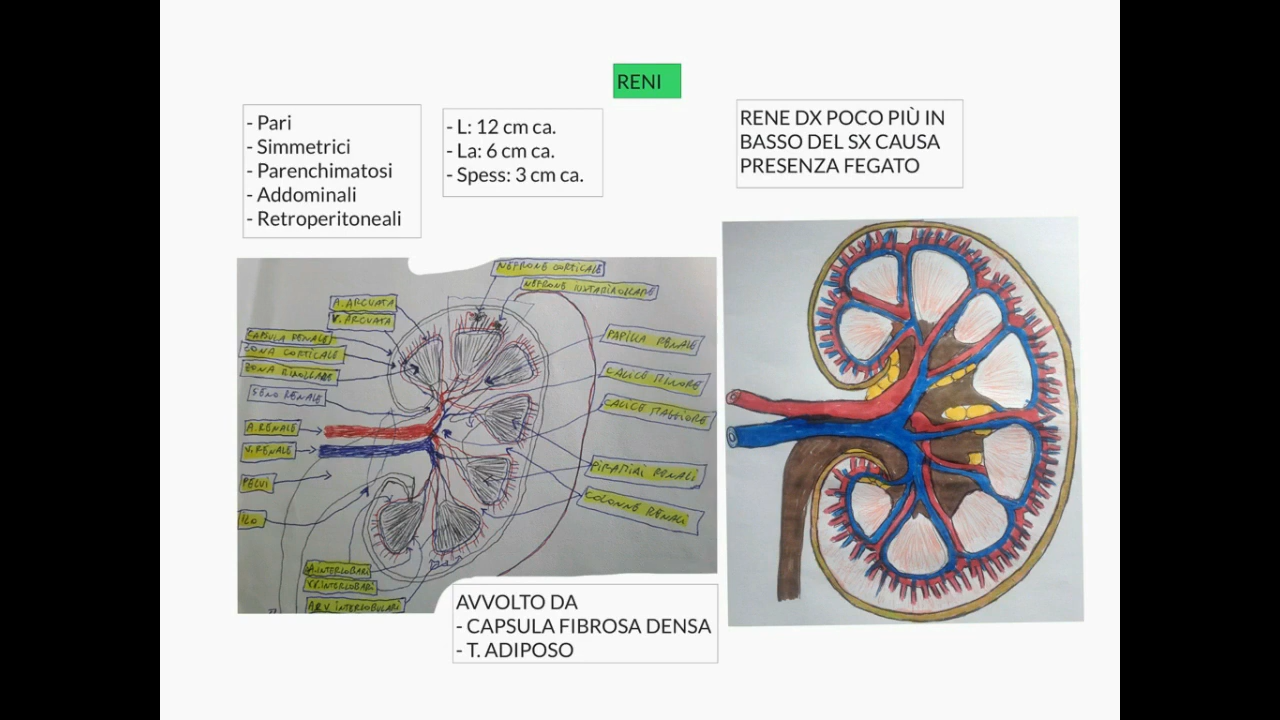 RENI
- Pari
- Simmetrici
- Parenchimatosi
- Addominali
- Retroperitoneali
- L: 12 cm ca.
- La: 6 cm ca.
- Spess: 3 cm ca.
RENE DX POCO PIÙ IN
BASSO DEL SX CAUSA
PRESENZA FEGATO
NEFRONE CORTICALE
NEFRONE IUXTAMIDOLLARE
A. ARCUATA
V. ARCUATA
CAPSULA RENALE
ZONA CORTICALE
ZONA MIDOLLARE
SENO RENALE
A. RENALE
V. RENALE
PELVI
ILO
PAPILLA RENALE
CALICE MINORE
CALICE MAGGIORE
PIRAMIDI RENALI
COLONNE RENALI
A. INTERLOBARI
INTERLOBARI
INTERLOBULARI
AVVOLTO DA
- CAPSULA FIBROSA DENSA
- T. ADIPOSO